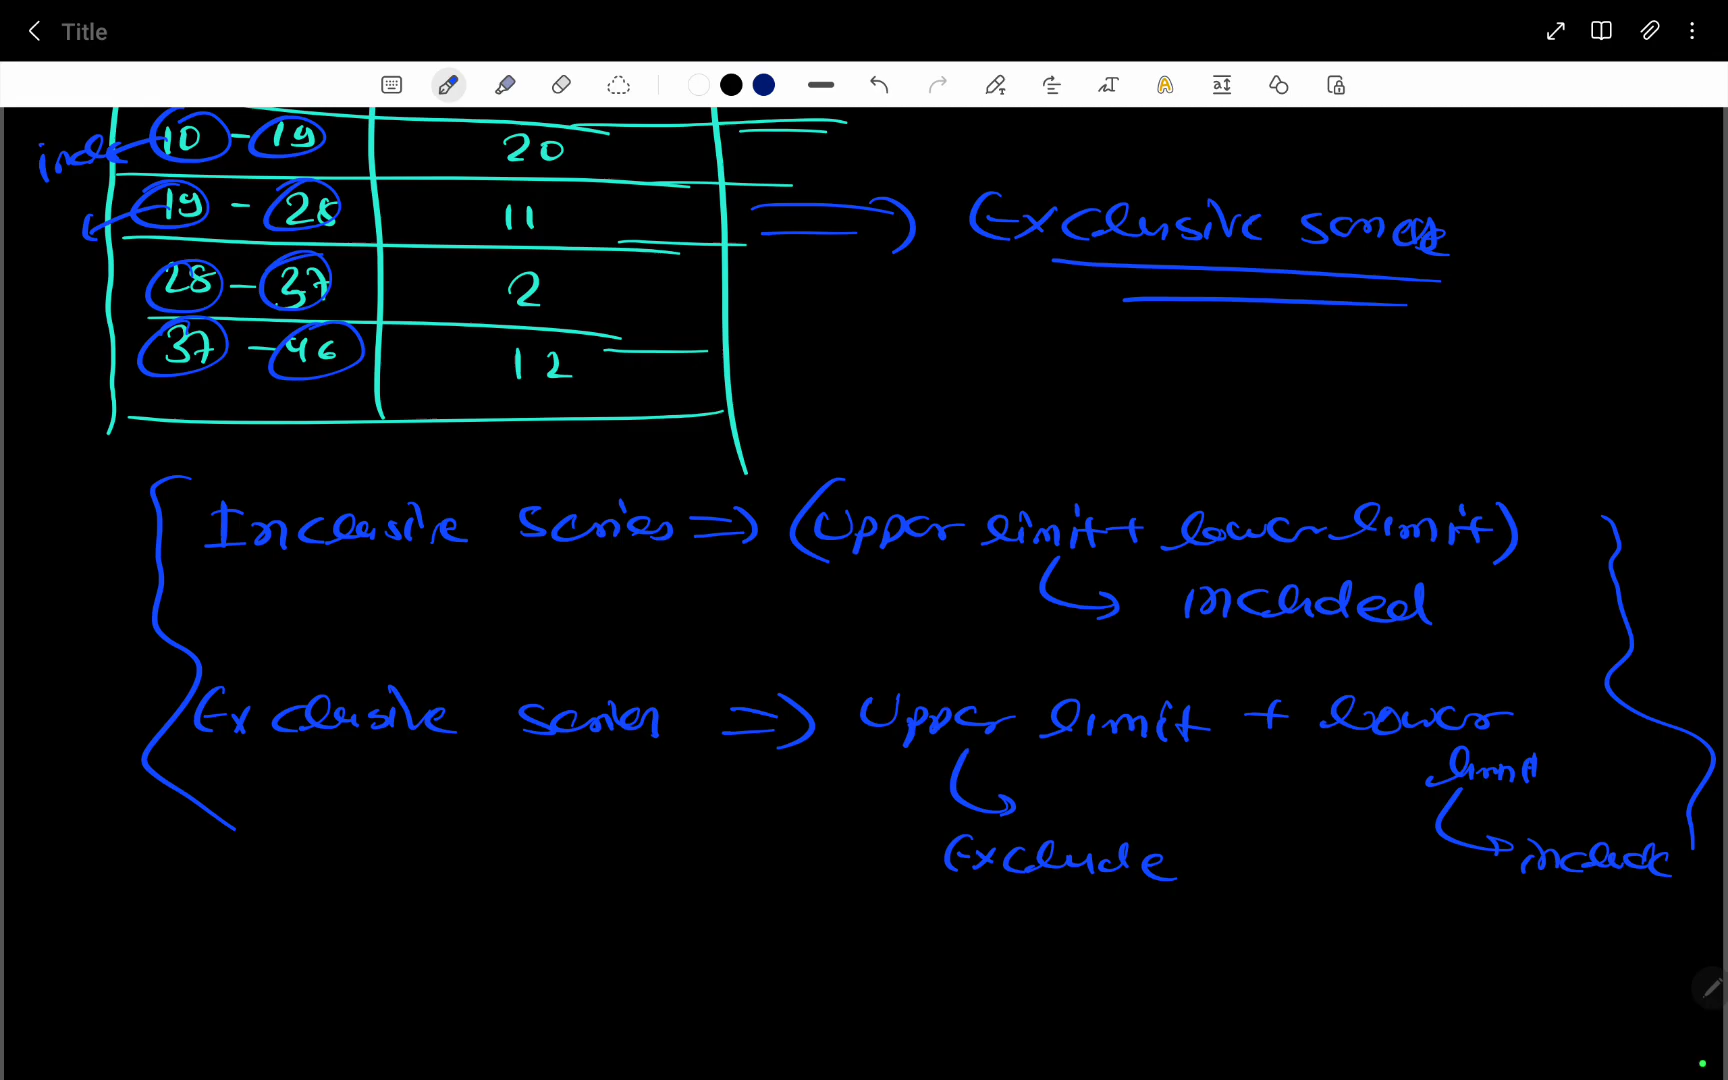 Title
10 - 19 20
19 - 28 11
28 - 37 2
37 - 46 12
Exclusive series
Inclusive series => (Upper limit + lower limit)
included
Exclusive series => Upper limit + lower
limit
Exclude
include